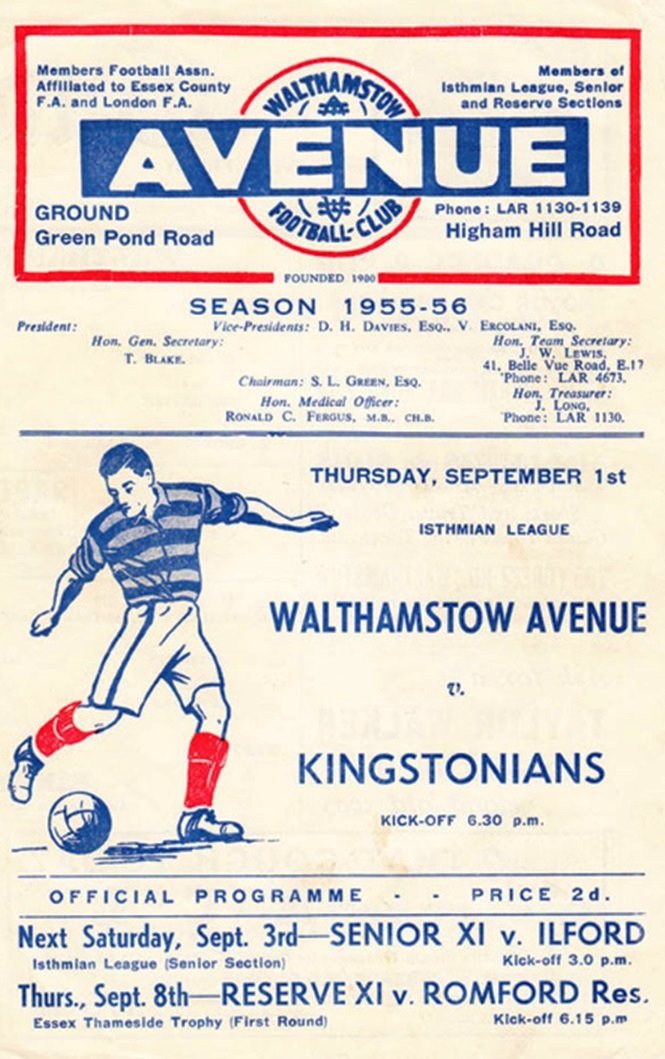 Members Football Assn.
Affiliated to Essex County
F.A. and London F.A.
Members of
Isthmian League, Senior
and Reserve Sections
WALTHAMSTOW
AVENUE
FOOTBALL-CLUB
GROUND
Green Pond Road
Phone: LAR 1130-1139
Higham Hill Road
FOUNDED 1900
SEASON 1955-56
President:
Vice-Presidents: D. H. DAVIES, ESQ., V. ERCOLANI, ESQ.
Hon. Gen. Secretary:
T. BLAKE.
Hon. Team Secretary:
J. W. LEWIS,
41, Belle Vue Road, E.17
'Phone: LAR 4673.
Chairman: S. L. GREEN, ESQ.
Hon. Medical Officer:
RONALD C. FERGUS, M.B., CH.B.
Hon. Treasurer:
J. LONG,
'Phone: LAR 1130.
THURSDAY, SEPTEMBER 1st
ISTHMIAN LEAGUE
WALTHAMSTOW AVENUE
v.
KINGSTONIANS
KICK-OFF 6.30 p.m.
OFFICIAL PROGRAMME - - PRICE 2d.
Next Saturday, Sept. 3rd—SENIOR XI v. ILFORD
Isthmian League (Senior Section) Kick-off 3.0 p.m.
Thurs., Sept. 8th—RESERVE XI v. ROMFORD Res.
Essex Thameside Trophy (First Round) Kick-off 6.15 p.m